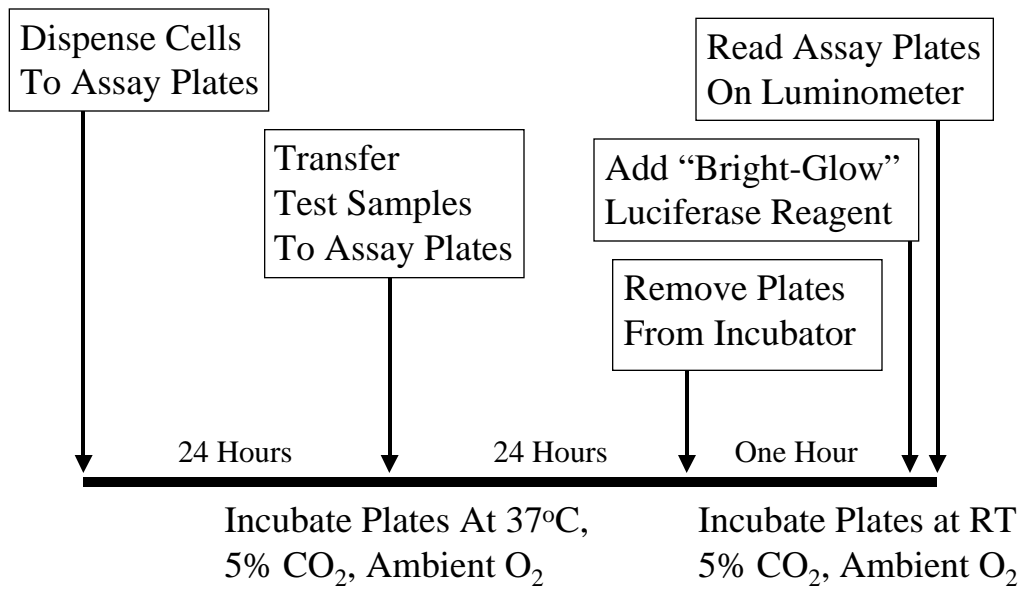 Dispense Cells
To Assay Plates
Read Assay Plates
On Luminometer
Transfer
Test Samples
To Assay Plates
Add “Bright-Glow”
Luciferase Reagent
Remove Plates
From Incubator
24 Hours
24 Hours
One Hour
Incubate Plates At 37°C,
5% CO₂, Ambient O₂
Incubate Plates at RT
5% CO₂, Ambient O₂